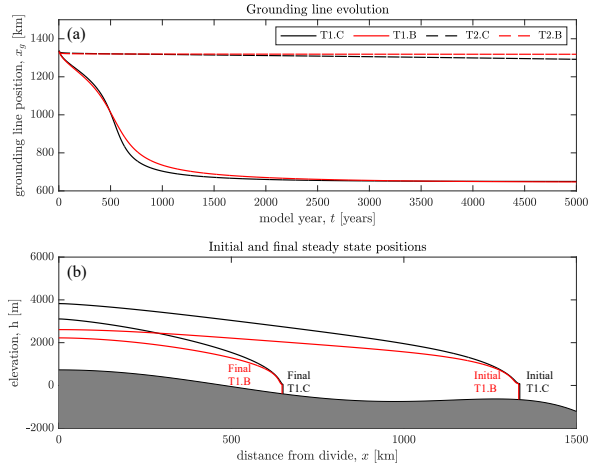 Grounding line evolution
(a)
T1.C T1.B T2.C T2.B
grounding line position, x_g [km]
1400
1200
1000
800
600
0 500 1000 1500 2000 2500 3000 3500 4000 4500 5000
model year, t [years]
Initial and final steady state positions
(b)
elevation, h [m]
6000
4000
2000
0
-2000
Final
T1.B
Final
T1.C
Initial
T1.B
Initial
T1.C
0 500 1000 1500
distance from divide, x [km]